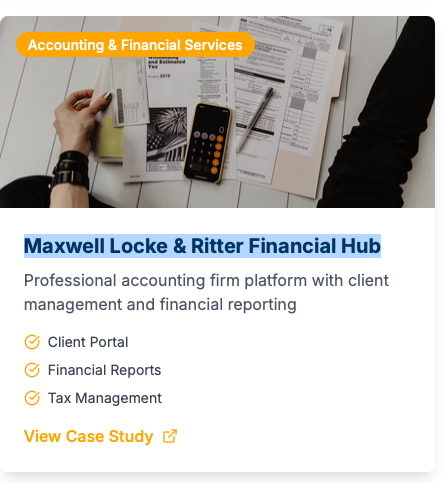 Accounting & Financial Services
and Estimated
Tax
Maxwell Locke & Ritter Financial Hub
Professional accounting firm platform with client
management and financial reporting
Client Portal
Financial Reports
Tax Management
View Case Study